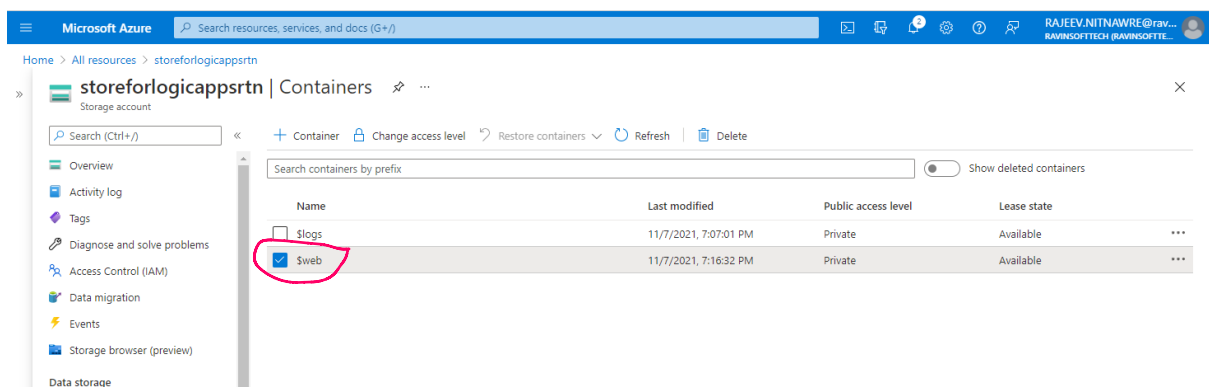 Microsoft Azure
Search resources, services, and docs (G+/)
2
RAJEEV.NITNAWRE@rav...
RAVINSOFTTECH (RAVINSOFTTE...
Home > All resources > storeforlogicappsrtn
storeforlogicappsrtn | Containers
Storage account
Search (Ctrl+/)
Container Change access level Restore containers Refresh Delete
Overview
Search containers by prefix
Show deleted containers
Activity log
Name Last modified Public access level Lease state
Tags
$logs 11/7/2021, 7:07:01 PM Private Available
Diagnose and solve problems
$web 11/7/2021, 7:16:32 PM Private Available
Access Control (IAM)
Data migration
Events
Storage browser (preview)
Data storage